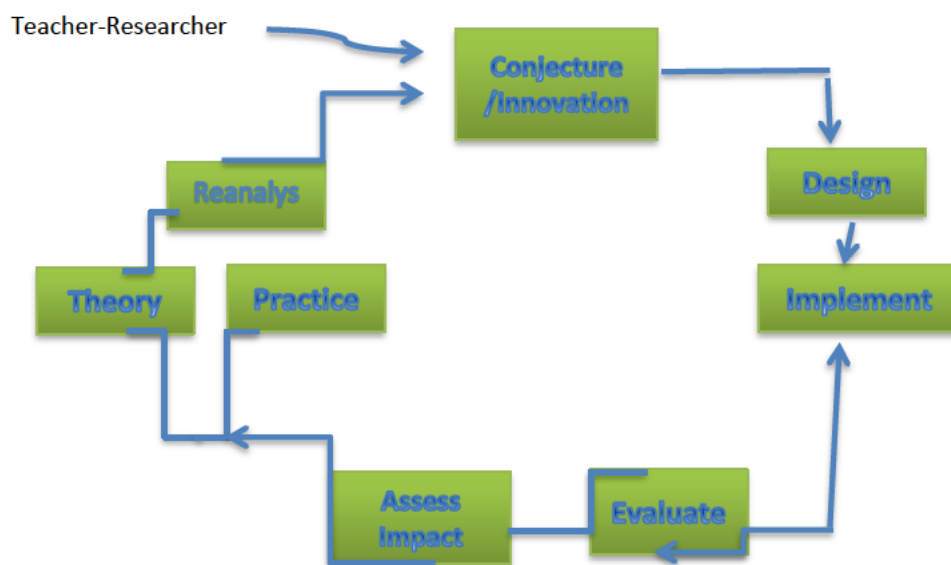 Teacher-Researcher
Conjecture
/Innovation
Design
Implement
Evaluate
Assess
Impact
Practice
Theory
Reanalys